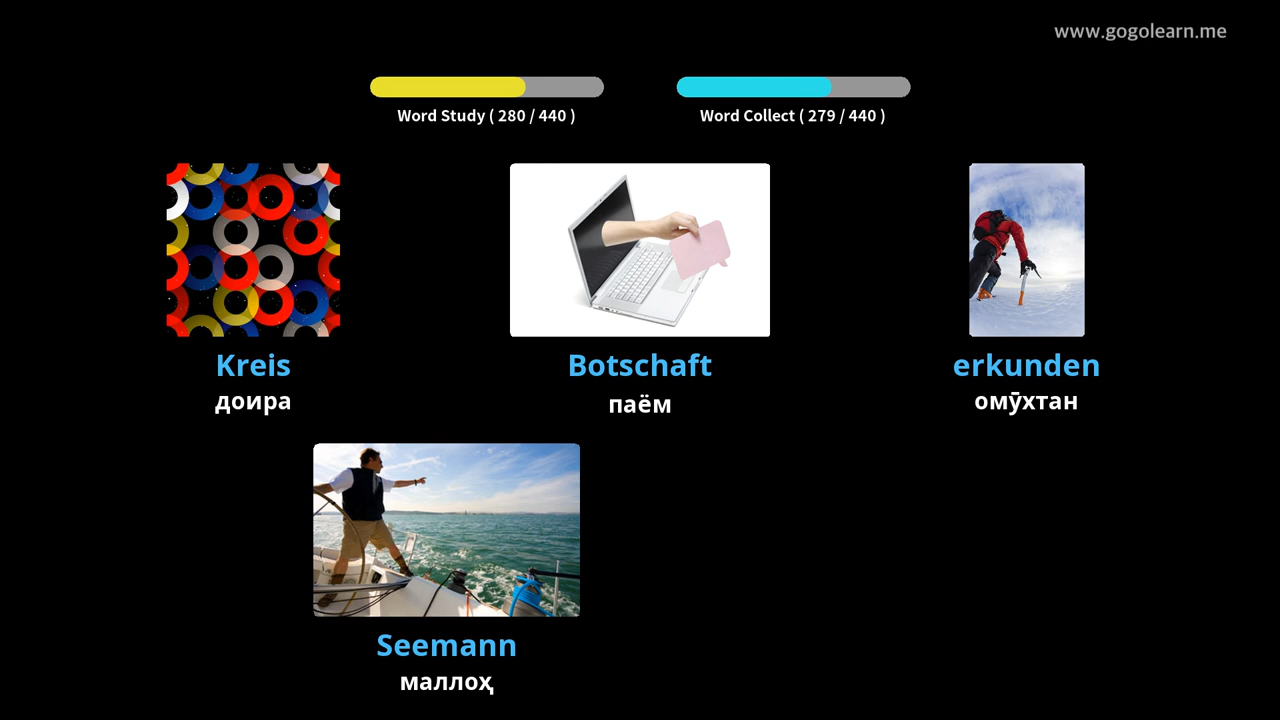 www.gogolearn.me
Word Study ( 280 / 440 )
Word Collect ( 279 / 440 )
Kreis
доира
Botschaft
паём
erkunden
омӯхтан
Seemann
маллоҳ